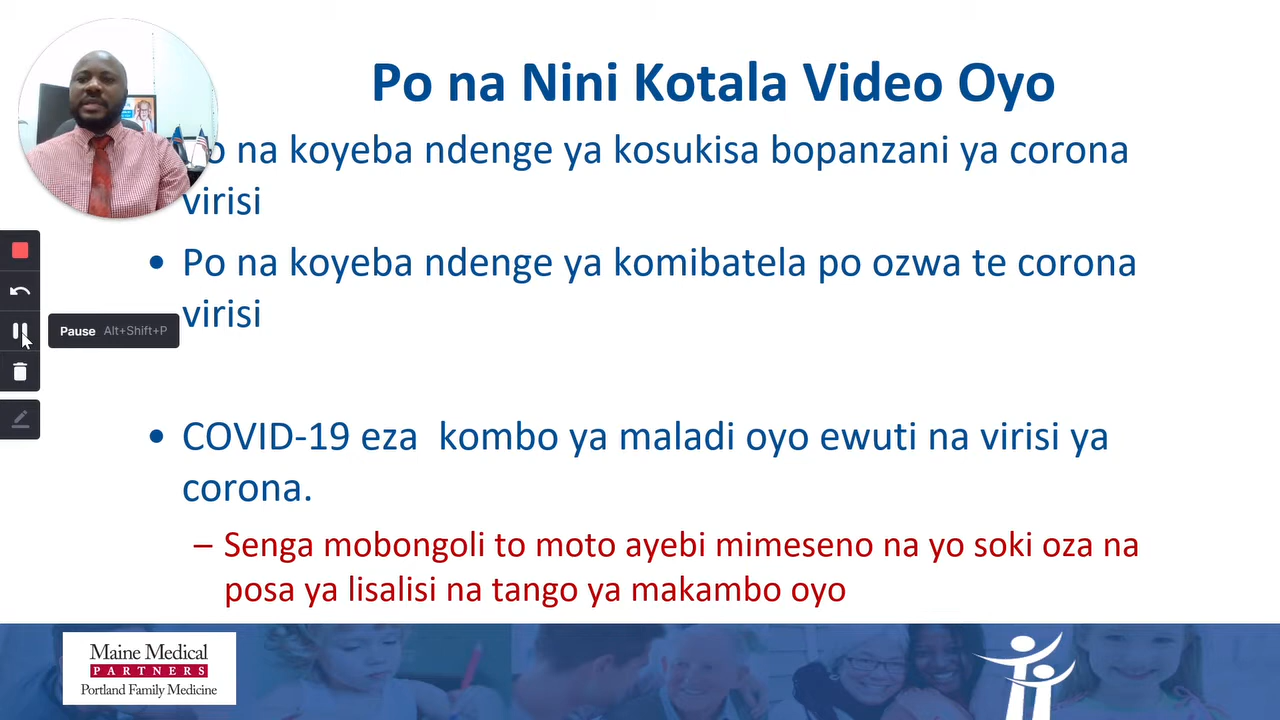 Po na Nini Kotala Video Oyo
na koyeba ndenge ya kosukisa bopanzani ya corona
virisi
• Po na koyeba ndenge ya komibatela po ozwa te corona
virisi
Pause Alt+Shift+P
• COVID-19 eza kombo ya maladi oyo ewuti na virisi ya
corona.
– Senga mobongoli to moto ayebi mimeseno na yo soki oza na
posa ya lisalisi na tango ya makambo oyo
Maine Medical
PARTNERS
Portland Family Medicine